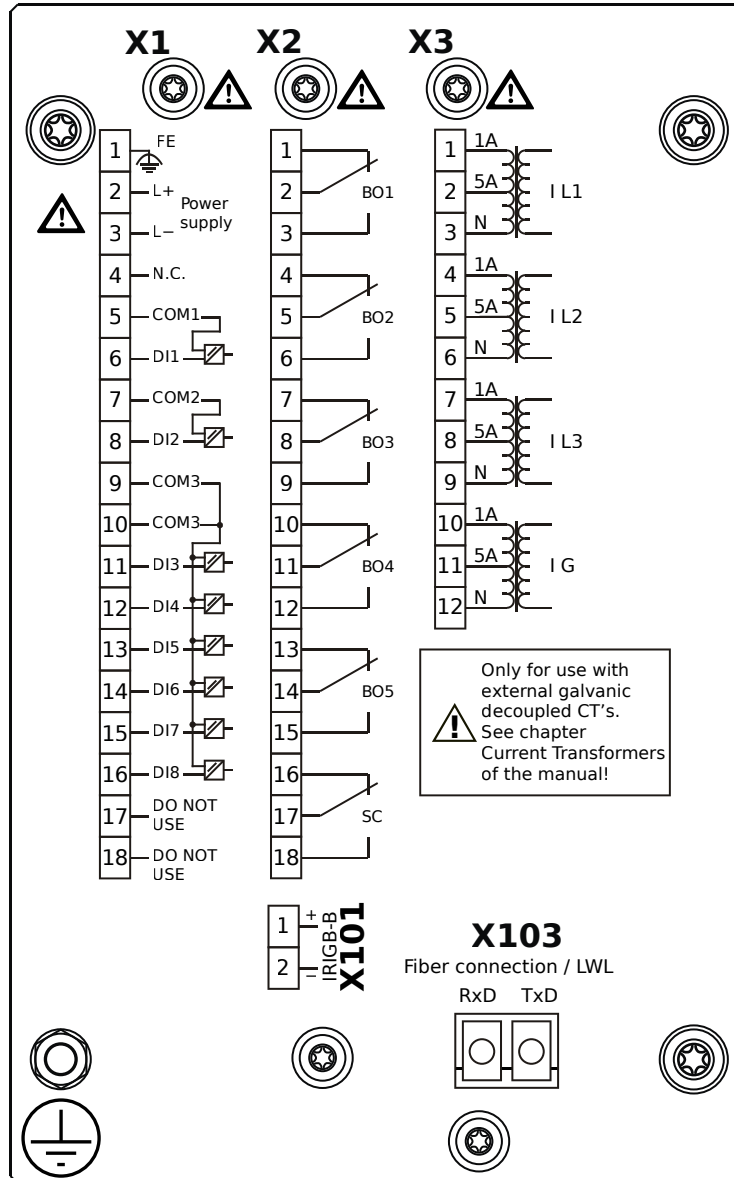 X1 X2 X3
1 FE
2 L+
Power
supply
3 L−
4 N.C.
5 COM1
6 DI1
7 COM2
8 DI2
9 COM3
10 COM3
11 DI3
12 DI4
13 DI5
14 DI6
15 DI7
16 DI8
17 DO NOT
USE
18 DO NOT
USE
1
2 BO1
3
4
5 BO2
6
7
8 BO3
9
10
11 BO4
12
13
14 BO5
15
16
17 SC
18
1 1A
2 5A I L1
3 N
4 1A
5 5A I L2
6 N
7 1A
8 5A I L3
9 N
10 1A
11 5A I G
12 N
Only for use with
external galvanic
decoupled CT's.
See chapter
Current Transformers
of the manual!
1 +
2 −
IRIGB-B
X101
X103
Fiber connection / LWL
RxD TxD